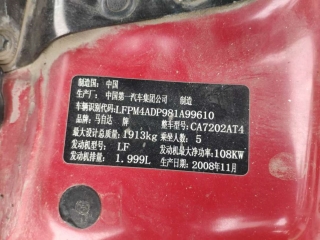 制造国：中国
生产厂：中国第一汽车集团公司 制造
车辆识别代码：LFPM4ADP981A99610
品牌：马自达 牌 整车型号：CA7202AT4
最大设计总质量：1913kg 乘坐人数：5
发动机型号：LF 发动机最大净功率：108KW
发动机排量：1.999L 生产日期：2008年11月